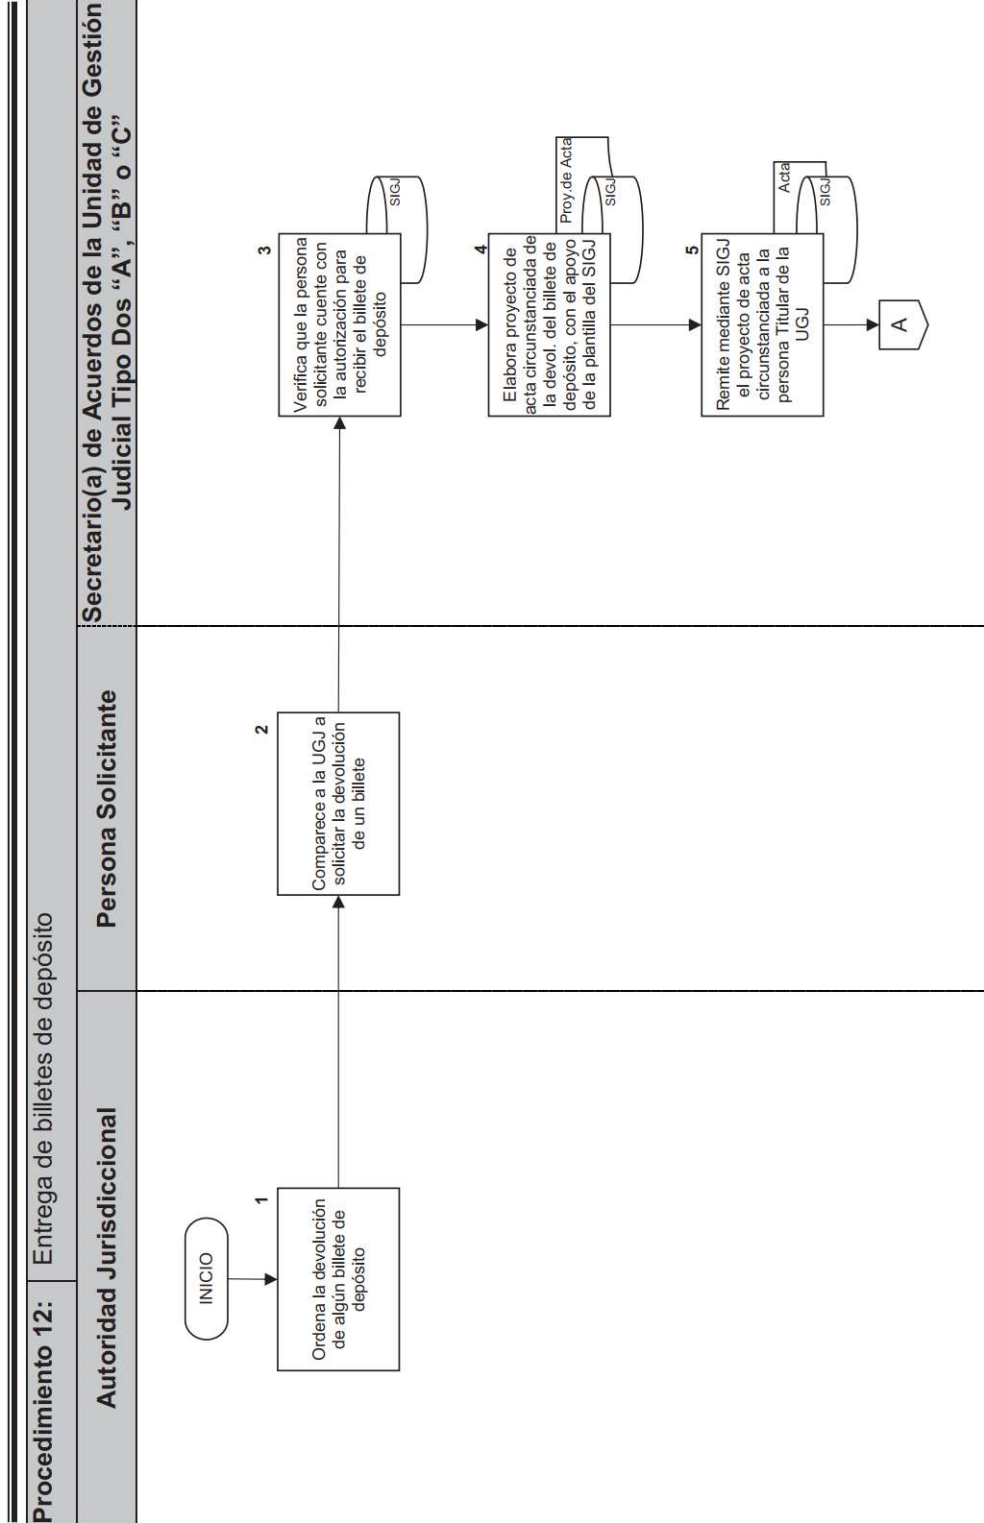 Procedimiento 12: Entrega de billetes de depósito
Autoridad Jurisdiccional
Persona Solicitante
Secretario(a) de Acuerdos de la Unidad de Gestión
Judicial Tipo Dos “A”, “B” o “C”
INICIO
1
Ordena la devolución
de algún billete de
depósito
2
Comparece a la UGJ a
solicitar la devolución
de un billete
3
Verifica que la persona
solicitante cuente con
la autorización para
recibir el billete de
depósito
SIGJ
4
Elabora proyecto de
acta circunstanciada de
la devol. del billete de
depósito, con el apoyo
de la plantilla del SIGJ
Proy.de Acta
SIGJ
5
Remite mediante SIGJ
el proyecto de acta
circunstanciada a la
persona Titular de la
UGJ
Acta
SIGJ
A